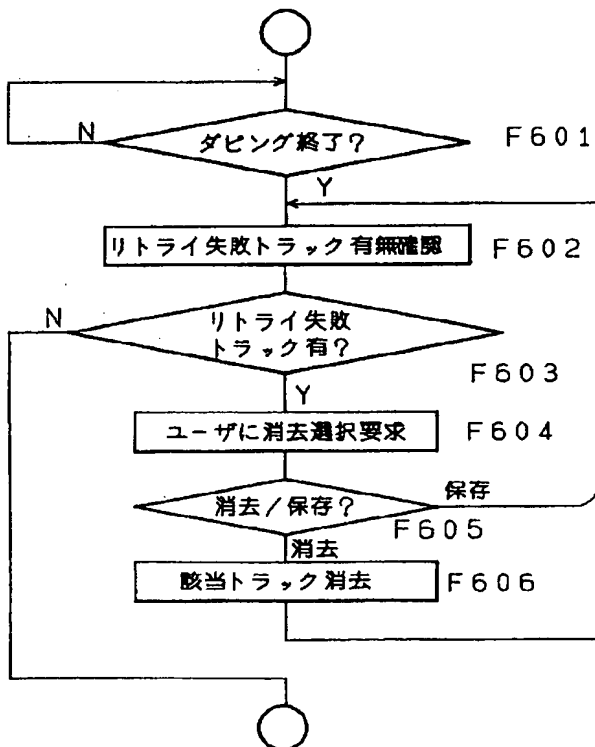 N
ダビング終了?
F601
Y
リトライ失敗トラック有無確認
F602
N
リトライ失敗
トラック有?
F603
Y
ユーザに消去選択要求
F604
消去/保存?
保存
F605
消去
該当トラック消去
F606